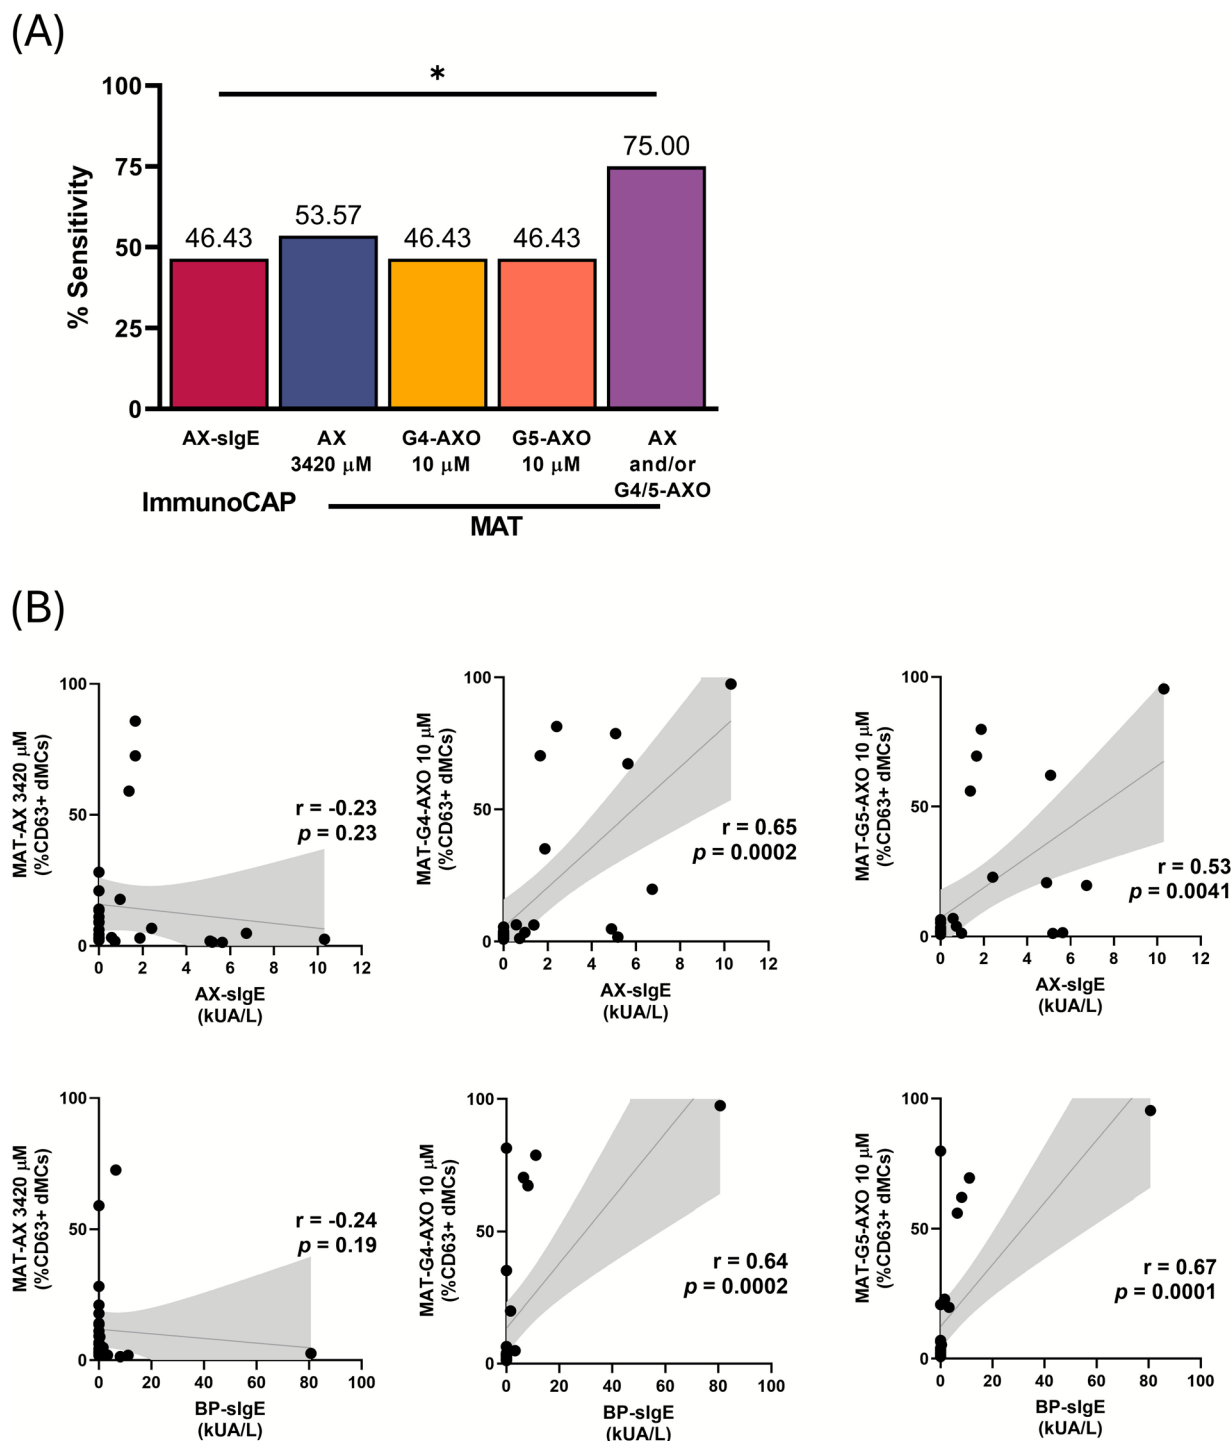 (A)
*
100
75
50
25
0
% Sensitivity
46.43
53.57
46.43
46.43
75.00
AX-sIgE
AX
3420 μM
G4-AXO
10 μM
G5-AXO
10 μM
AX
and/or
G4/5-AXO
ImmunoCAP
MAT
(B)
MAT-AX 3420 μM
(%CD63+ dMCs)
100
50
0
r = -0.23
p = 0.23
0 2 4 6 8 10 12
AX-sIgE
(kUA/L)
MAT-G4-AXO 10 μM
(%CD63+ dMCs)
100
50
0
r = 0.65
p = 0.0002
0 2 4 6 8 10 12
AX-sIgE
(kUA/L)
MAT-G5-AXO 10 μM
(%CD63+ dMCs)
100
50
0
r = 0.53
p = 0.0041
0 2 4 6 8 10 12
AX-sIgE
(kUA/L)
MAT-AX 3420 μM
(%CD63+ dMCs)
100
50
0
r = -0.24
p = 0.19
0 20 40 60 80 100
BP-sIgE
(kUA/L)
MAT-G4-AXO 10 μM
(%CD63+ dMCs)
100
50
0
r = 0.64
p = 0.0002
0 20 40 60 80 100
BP-sIgE
(kUA/L)
MAT-G5-AXO 10 μM
(%CD63+ dMCs)
100
50
0
r = 0.67
p = 0.0001
0 20 40 60 80 100
BP-sIgE
(kUA/L)